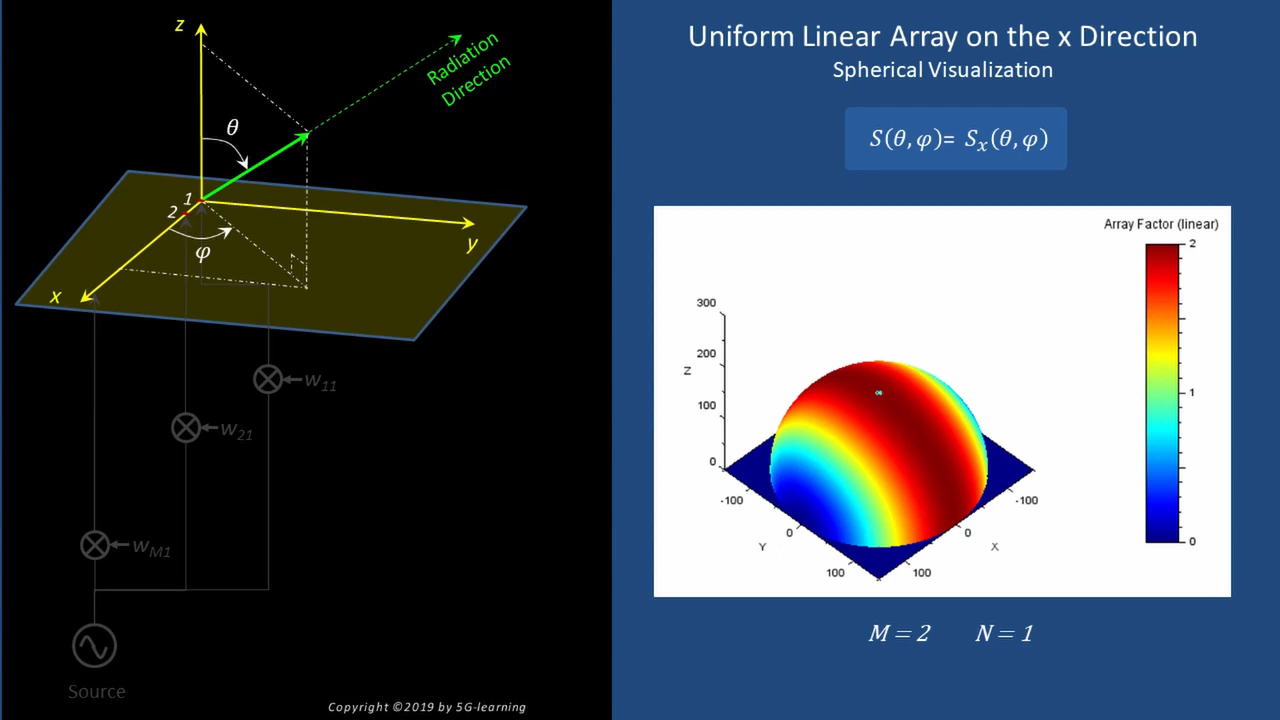 z
Radiation
Direction
θ
1
2
y
φ
x
w11
w21
wM1
Source
Copyright ©2019 by 5G-learning
Uniform Linear Array on the x Direction
Spherical Visualization
S(θ,φ)= Sx(θ,φ)
Array Factor (linear)
2
1
0
300
200
100
0
Z
-100
0
100
Y
-100
0
100
X
M = 2 N = 1